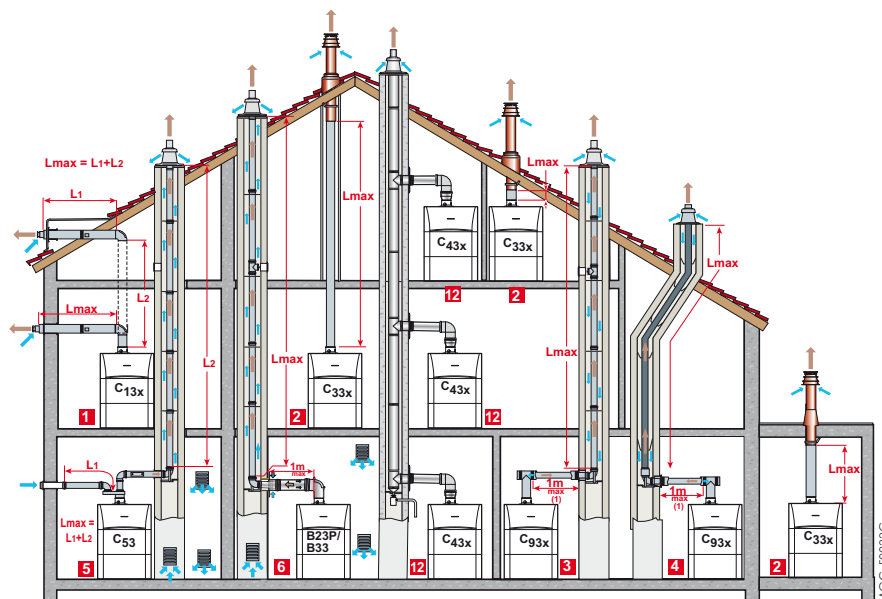 Lmax = L1+L2
L1
L2
Lmax
C13x
1
L2
Lmax
Lmax
C33x
2
Lmax
C43x
12
C33x
2
C43x
12
Lmax
Lmax
L1
Lmax =
L1+L2
C53
5
1m
max
B23P/
B33
6
C43x
12
1m
max
(1)
C93x
3
1m
max
(1)
C93x
4
Lmax
C33x
2